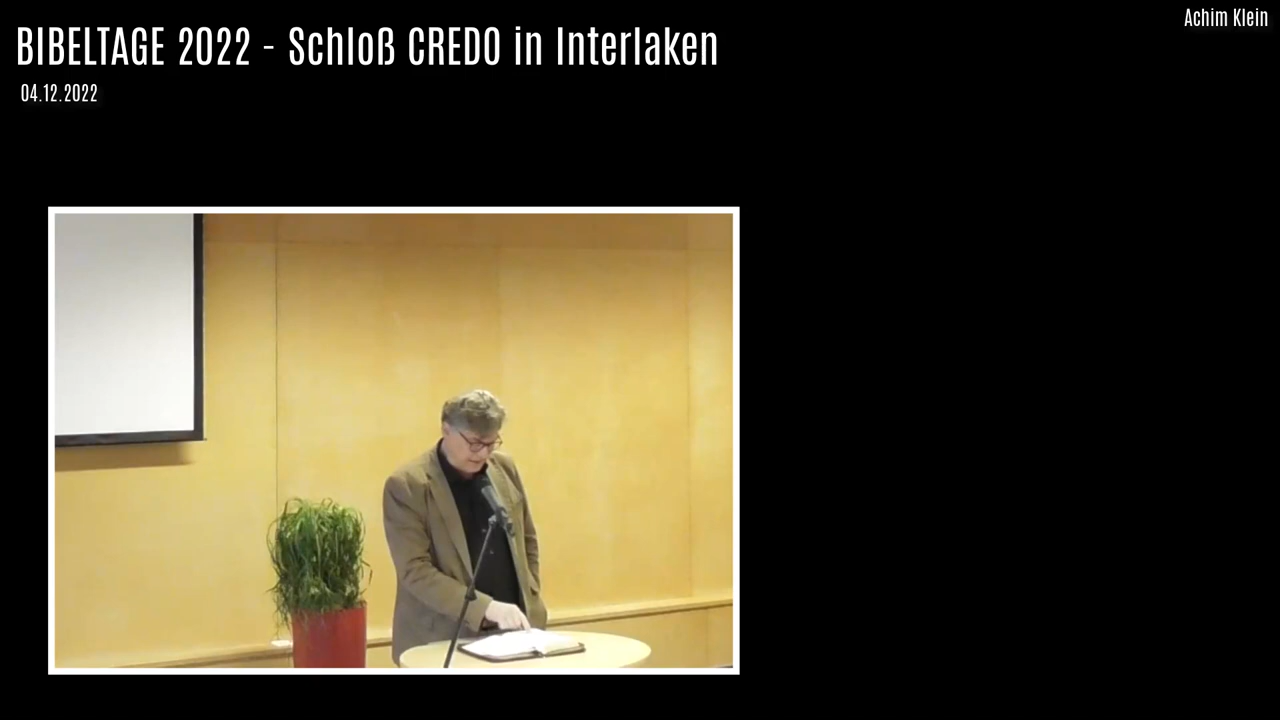 BIBELTAGE 2022 - Schloß CREDO in Interlaken
04.12.2022
Achim Klein